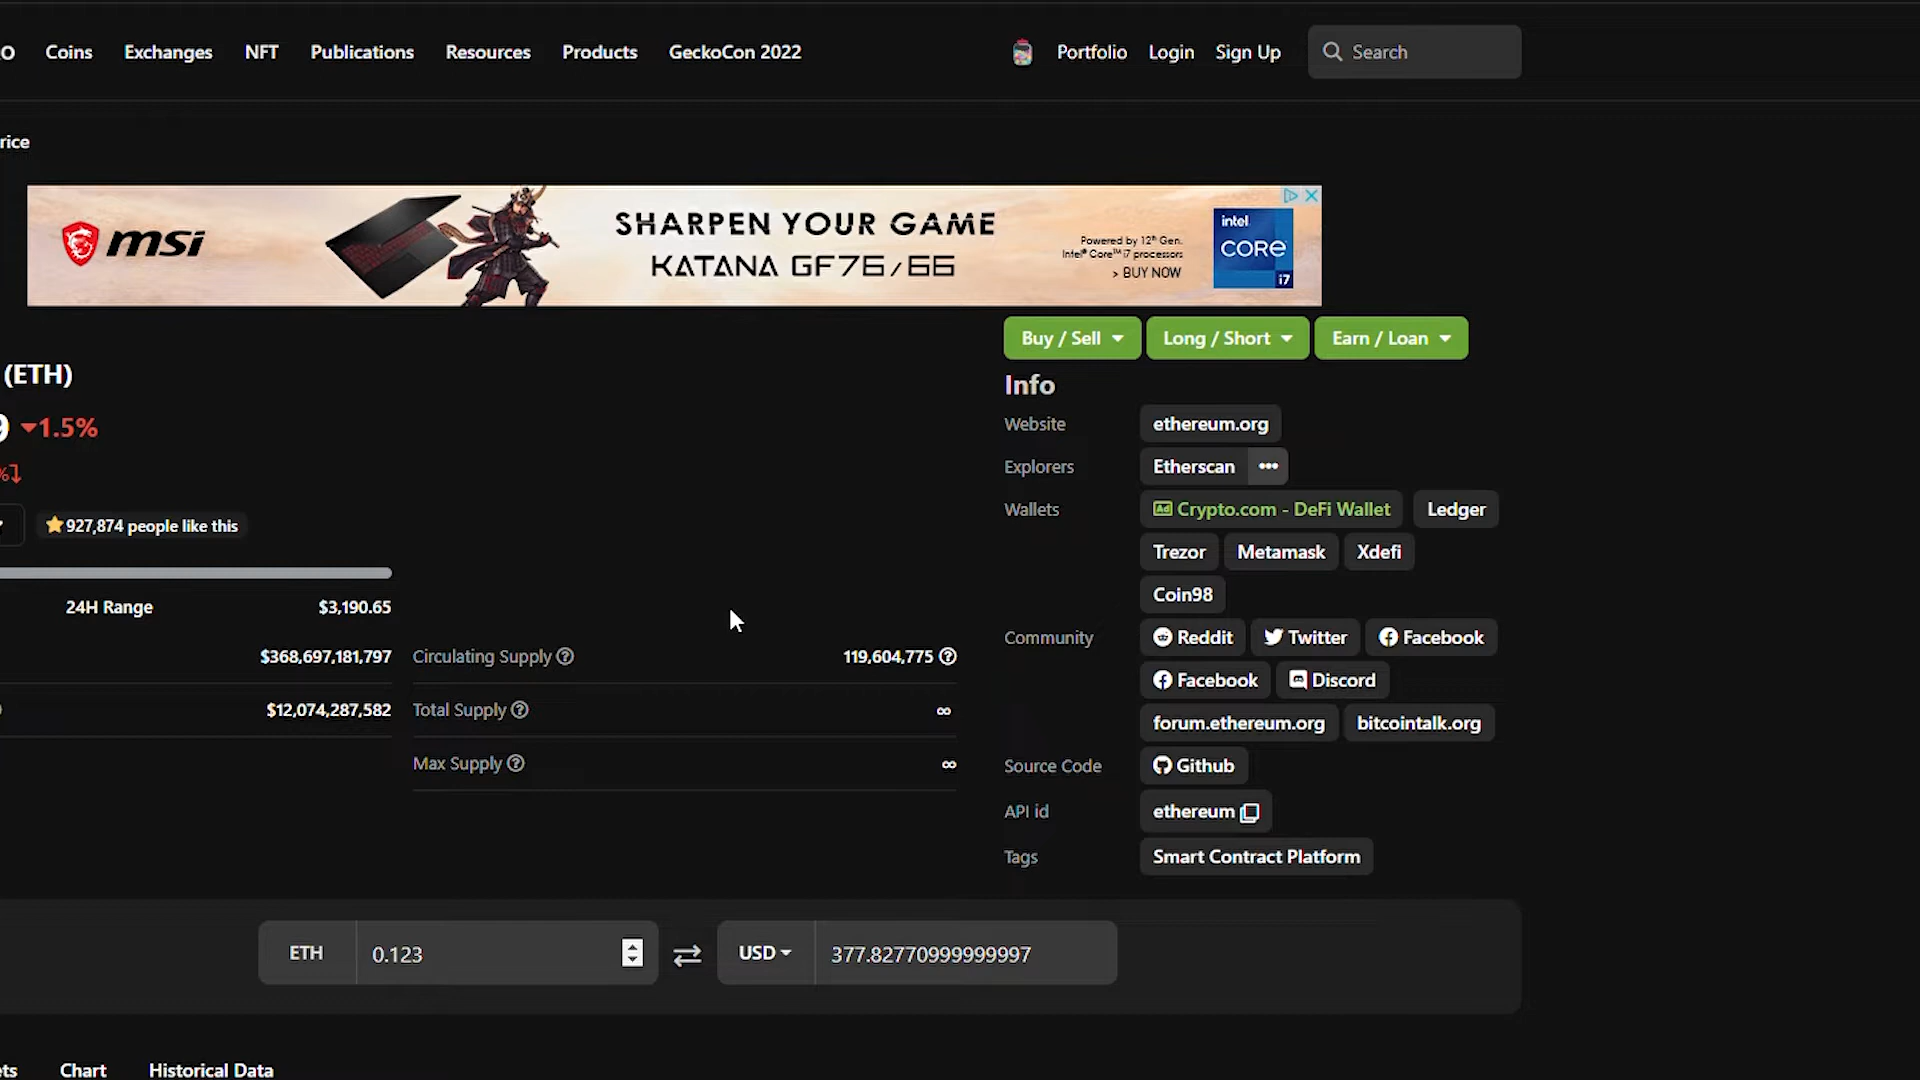 O Coins Exchanges NFT Publications Resources Products GeckoCon 2022 Portfolio Login Sign Up Search
rice
msi SHARPEN YOUR GAME
KATANA GF76/66
Powered by 12th Gen.
Intel® Core™ i7 processors
> BUY NOW
intel
CORE
i7
Buy / Sell Long / Short Earn / Loan
(ETH)
9 1.5%
%
927,874 people like this
24H Range $3,190.65
$368,697,181,797
$12,074,287,582
Circulating Supply 119,604,775
Total Supply ∞
Max Supply ∞
Info
Website ethereum.org
Explorers Etherscan •••
Wallets Ad Crypto.com - DeFi Wallet Ledger
Trezor Metamask Xdefi
Coin98
Community Reddit Twitter Facebook
Facebook Discord
forum.ethereum.org bitcointalk.org
Source Code Github
API id ethereum
Tags Smart Contract Platform
ETH 0.123 USD 377.82770999999997
ets Chart Historical Data